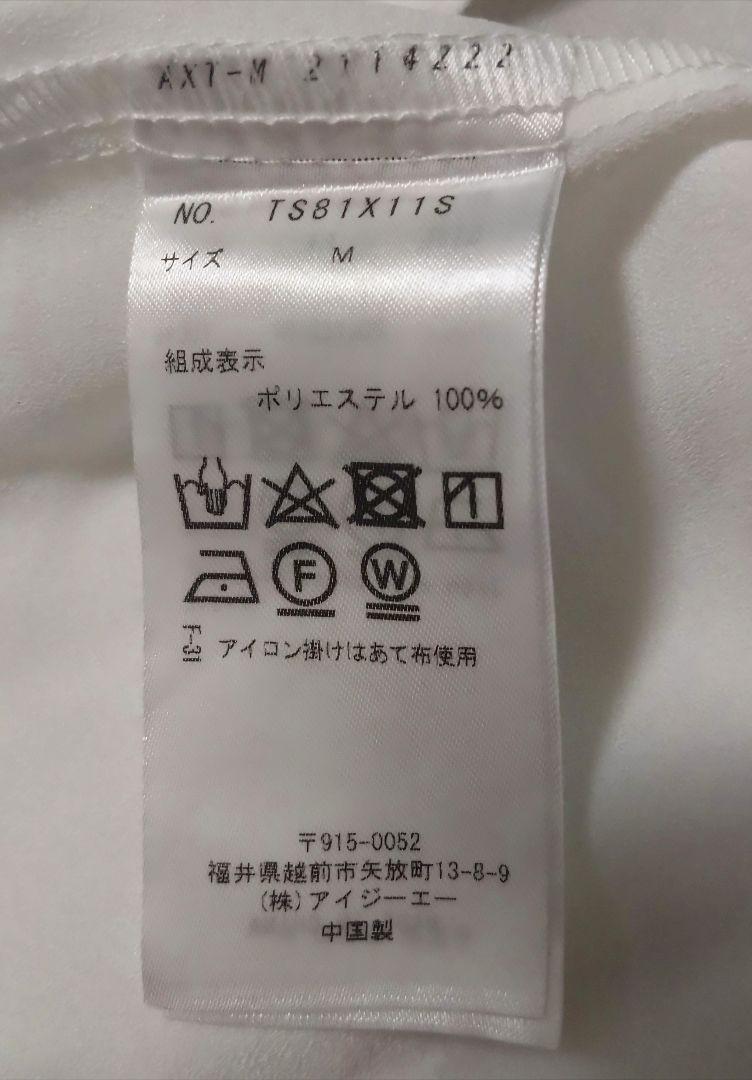 AX1-M 2114222
NO. TS81X11S
サイズ M
組成表示
ポリエステル 100%
F
W
F-31 アイロン掛けはあて布使用
〒915-0052
福井県越前市矢放町13-8-9
(株)アイジーエー
中国製